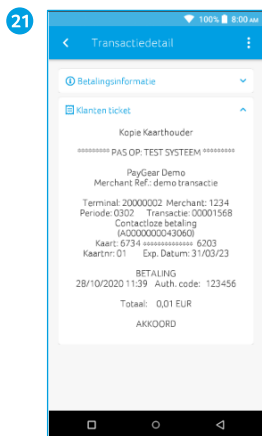 21
100% 8:00 AM
Transactiedetail
Betalingsinformatie
Klanten ticket
Kopie Kaarthouder
********* PAS OP: TEST SYSTEEM *********
PayGear Demo
Merchant Ref.: demo transactie
Terminal: 20000002 Merchant: 1234
Periode: 0302 Transactie: 00001568
Contactloze betaling
(A0000000043060)
Kaart: 6734 ************* 6203
Kaartnr: 01 Exp. Datum: 31/03/23
BETALING
28/10/2020 11:39 Auth. code: 123456
Totaal: 0,01 EUR
AKKOORD